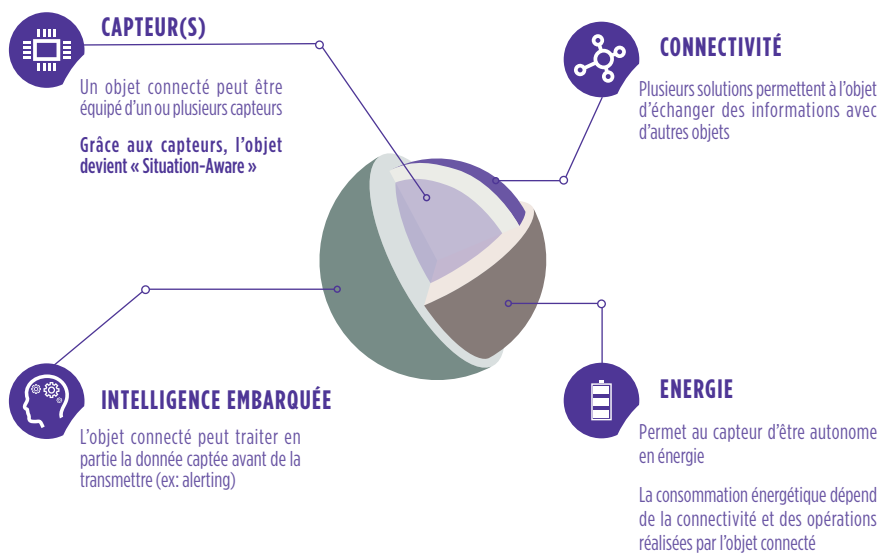 CAPTEUR(S)
Un objet connecté peut être
équipé d'un ou plusieurs capteurs
Grâce aux capteurs, l'objet
devient « Situation-Aware »
CONNECTIVITÉ
Plusieurs solutions permettent à l'objet
d'échanger des informations avec
d'autres objets
INTELLIGENCE EMBARQUÉE
L'objet connecté peut traiter en
partie la donnée captée avant de la
transmettre (ex: alerting)
ENERGIE
Permet au capteur d'être autonome
en énergie
La consommation énergétique dépend
de la connectivité et des opérations
réalisées par l'objet connecté